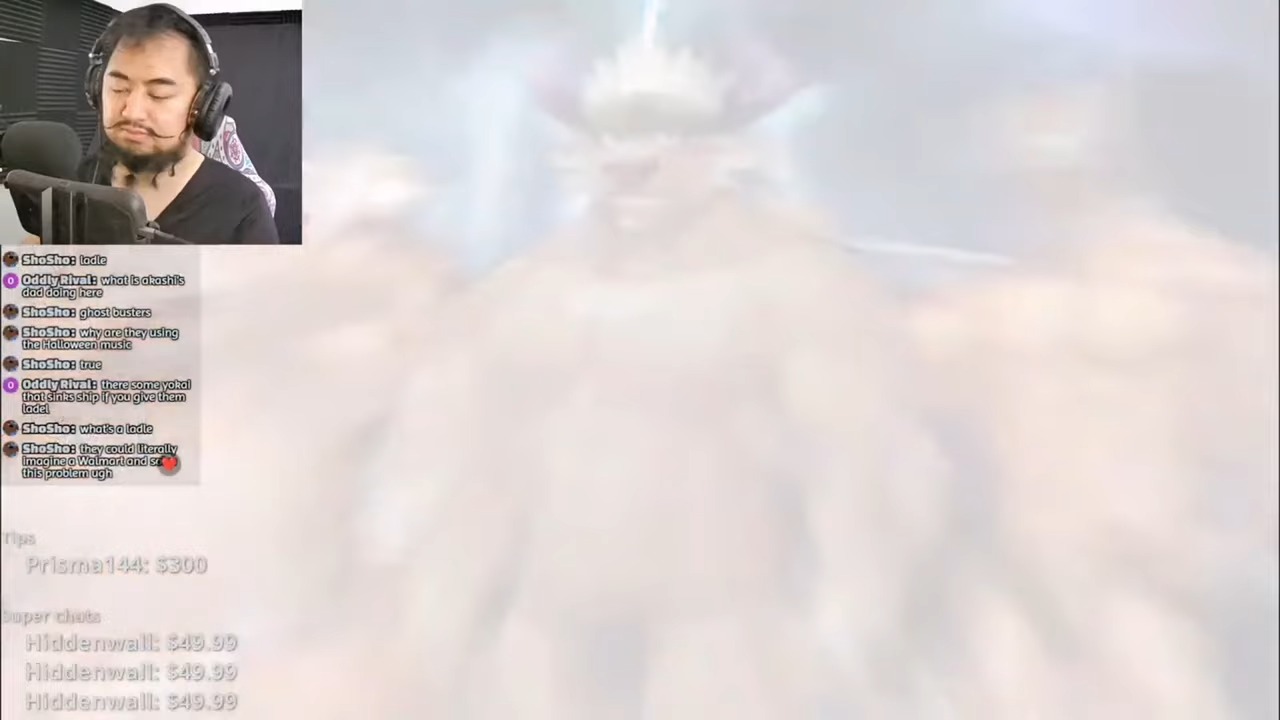 ShoSho: ladle
Oddly Rival: what is akashi's
dad doing here
ShoSho: ghost busters
ShoSho: why are they using
the Halloween music
ShoSho: true
Oddly Rival: there some yokai
that sinks ship if you give them
ladel
ShoSho: what's a ladle
ShoSho: they could literally
imagine a Walmart and
this problem ugh
Tips
Prisma144: $300
Super chats
Hiddenwall: $49.99
Hiddenwall: $49.99
Hiddenwall: $49.99